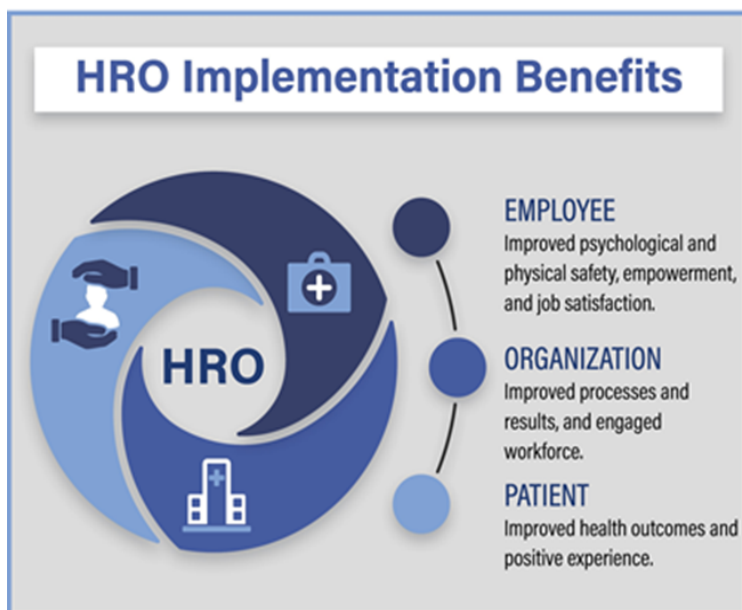 HRO Implementation Benefits
HRO
EMPLOYEE
Improved psychological and
physical safety, empowerment,
and job satisfaction.
ORGANIZATION
Improved processes and
results, and engaged
workforce.
PATIENT
Improved health outcomes and
positive experience.